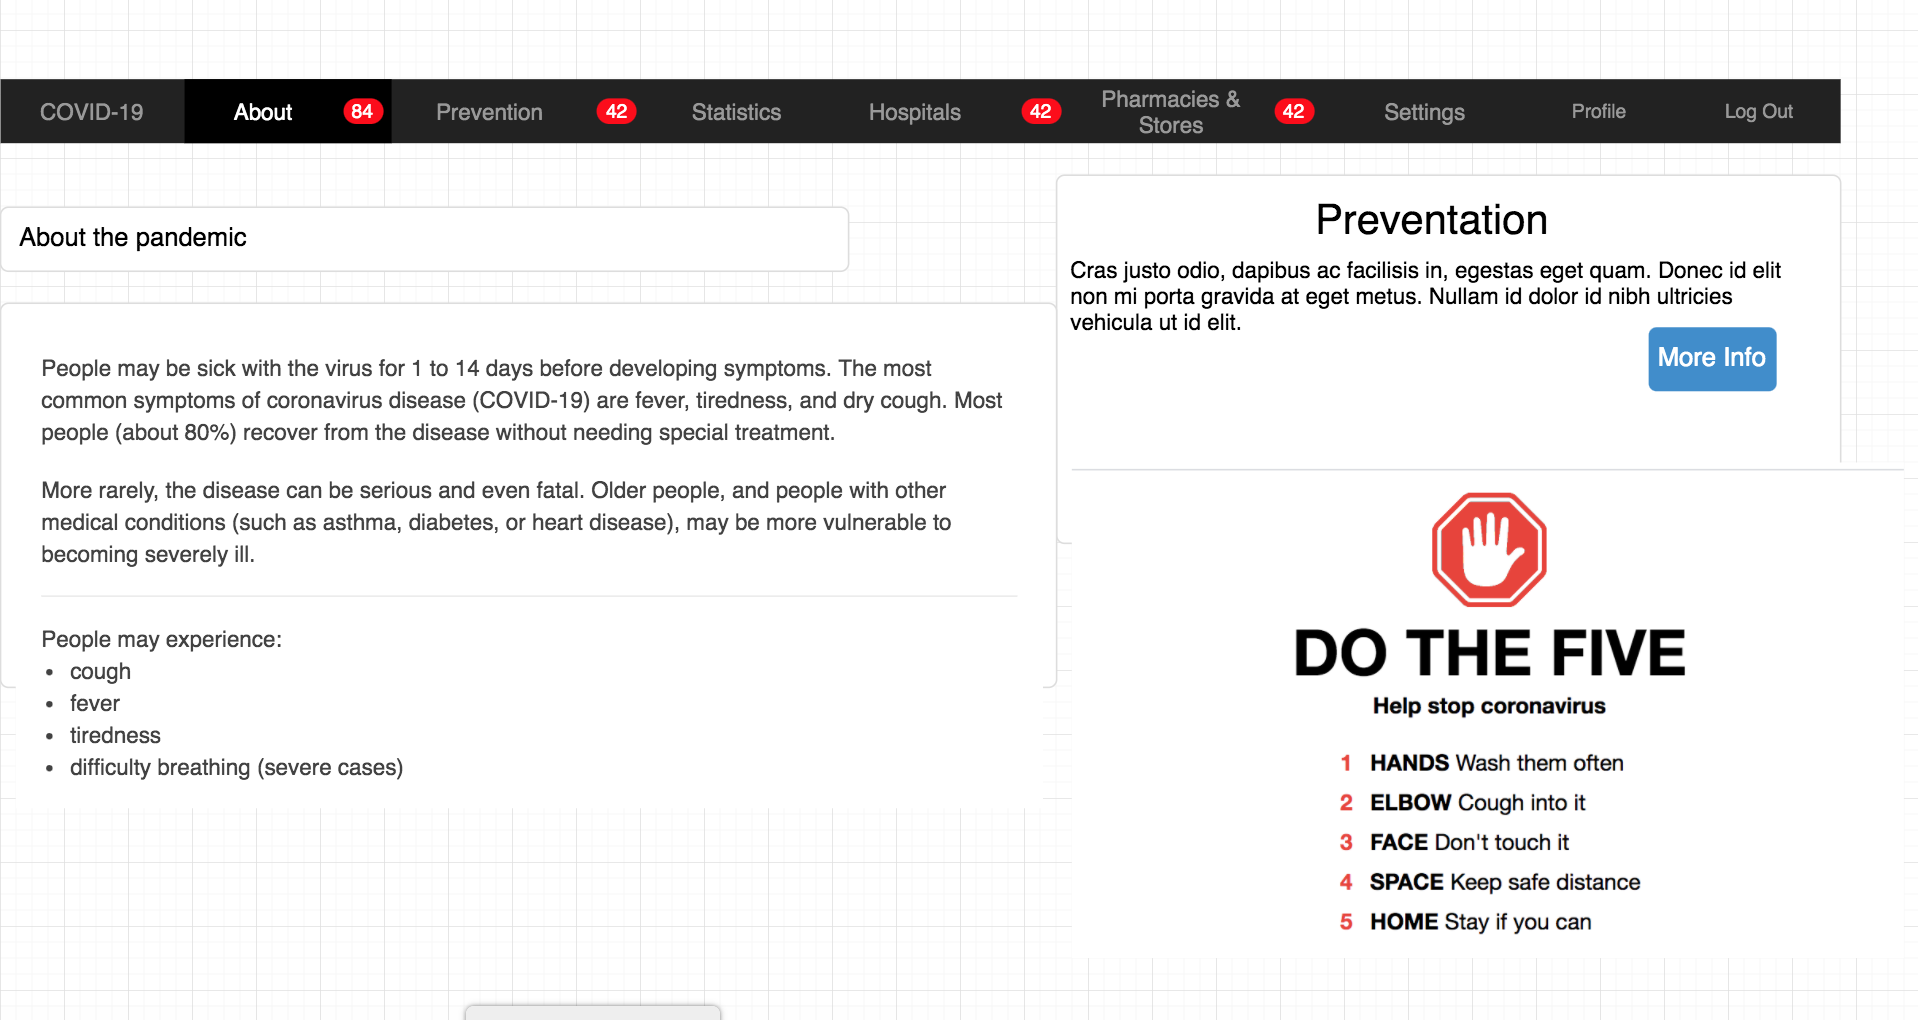 COVID-19
About 84
Prevention 42
Statistics
Hospitals 42
Pharmacies &
Stores 42
Settings
Profile
Log Out
About the pandemic
People may be sick with the virus for 1 to 14 days before developing symptoms. The most
common symptoms of coronavirus disease (COVID-19) are fever, tiredness, and dry cough. Most
people (about 80%) recover from the disease without needing special treatment.
More rarely, the disease can be serious and even fatal. Older people, and people with other
medical conditions (such as asthma, diabetes, or heart disease), may be more vulnerable to
becoming severely ill.
People may experience:
• cough
• fever
• tiredness
• difficulty breathing (severe cases)
Preventation
Cras justo odio, dapibus ac facilisis in, egestas eget quam. Donec id elit
non mi porta gravida at eget metus. Nullam id dolor id nibh ultricies
vehicula ut id elit.
More Info
DO THE FIVE
Help stop coronavirus
1 HANDS Wash them often
2 ELBOW Cough into it
3 FACE Don't touch it
4 SPACE Keep safe distance
5 HOME Stay if you can